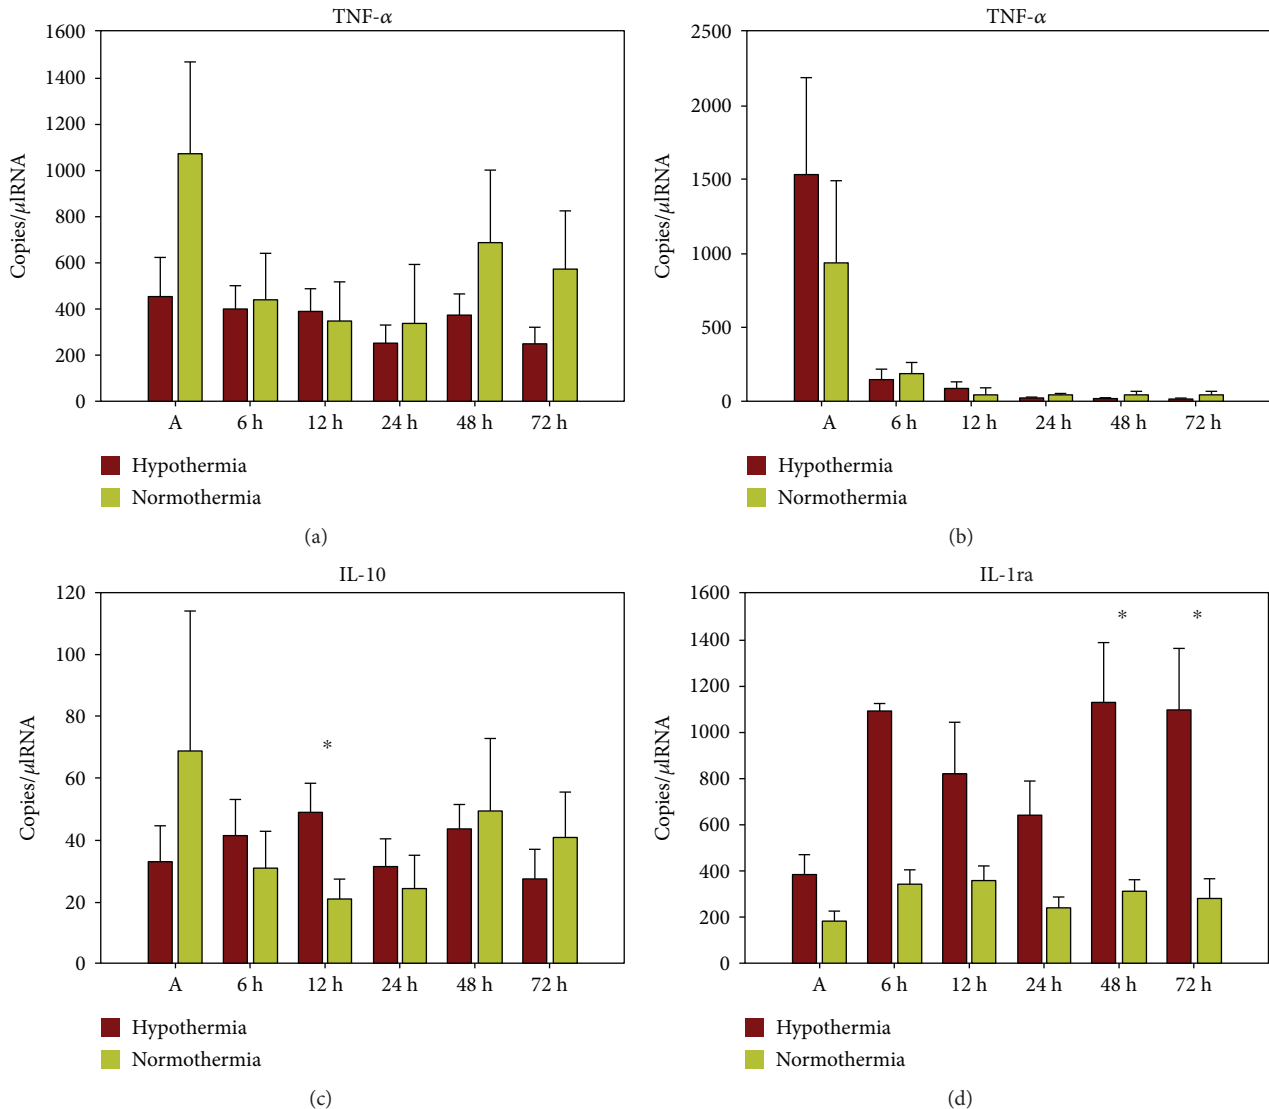 TNF-α
1600
1400
1200
1000
800
600
400
200
0
Copies/μlRNA
A 6 h 12 h 24 h 48 h 72 h
Hypothermia
Normothermia
(a)
TNF-α
2500
2000
1500
1000
500
0
Copies/μlRNA
A 6 h 12 h 24 h 48 h 72 h
Hypothermia
Normothermia
(b)
IL-10
120
100
80
60
40
20
0
Copies/μlRNA
*
A 6 h 12 h 24 h 48 h 72 h
Hypothermia
Normothermia
(c)
IL-1ra
1600
1400
1200
1000
800
600
400
200
0
Copies/μlRNA
* *
A 6 h 12 h 24 h 48 h 72 h
Hypothermia
Normothermia
(d)